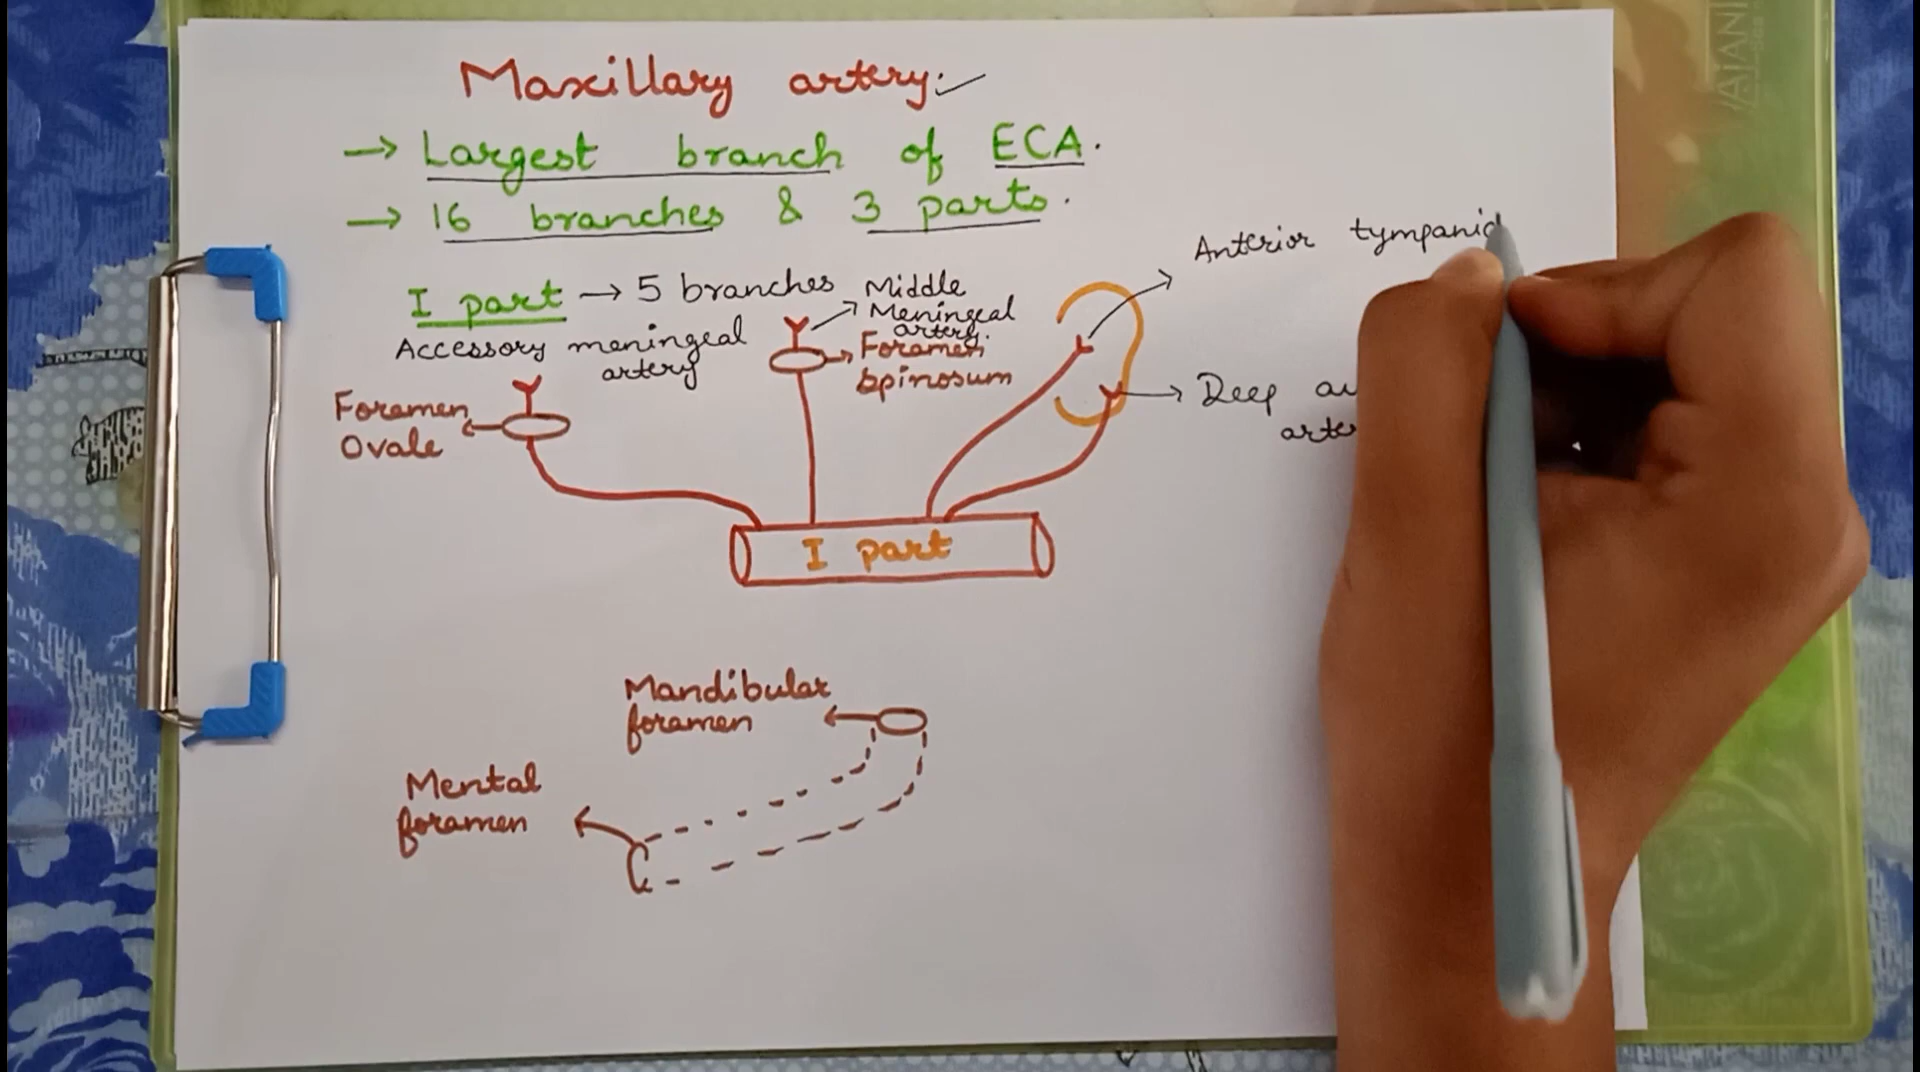 Maxillary artery.
→ Largest branch of ECA.
→ 16 branches & 3 parts.
I part → 5 branches
Accessory meningeal
artery
Middle
Meningeal
artery.
Foramen
Spinosum
Anterior tympanic
Foramen
Ovale
Deep
I part
Mandibular
foramen
Mental
foramen